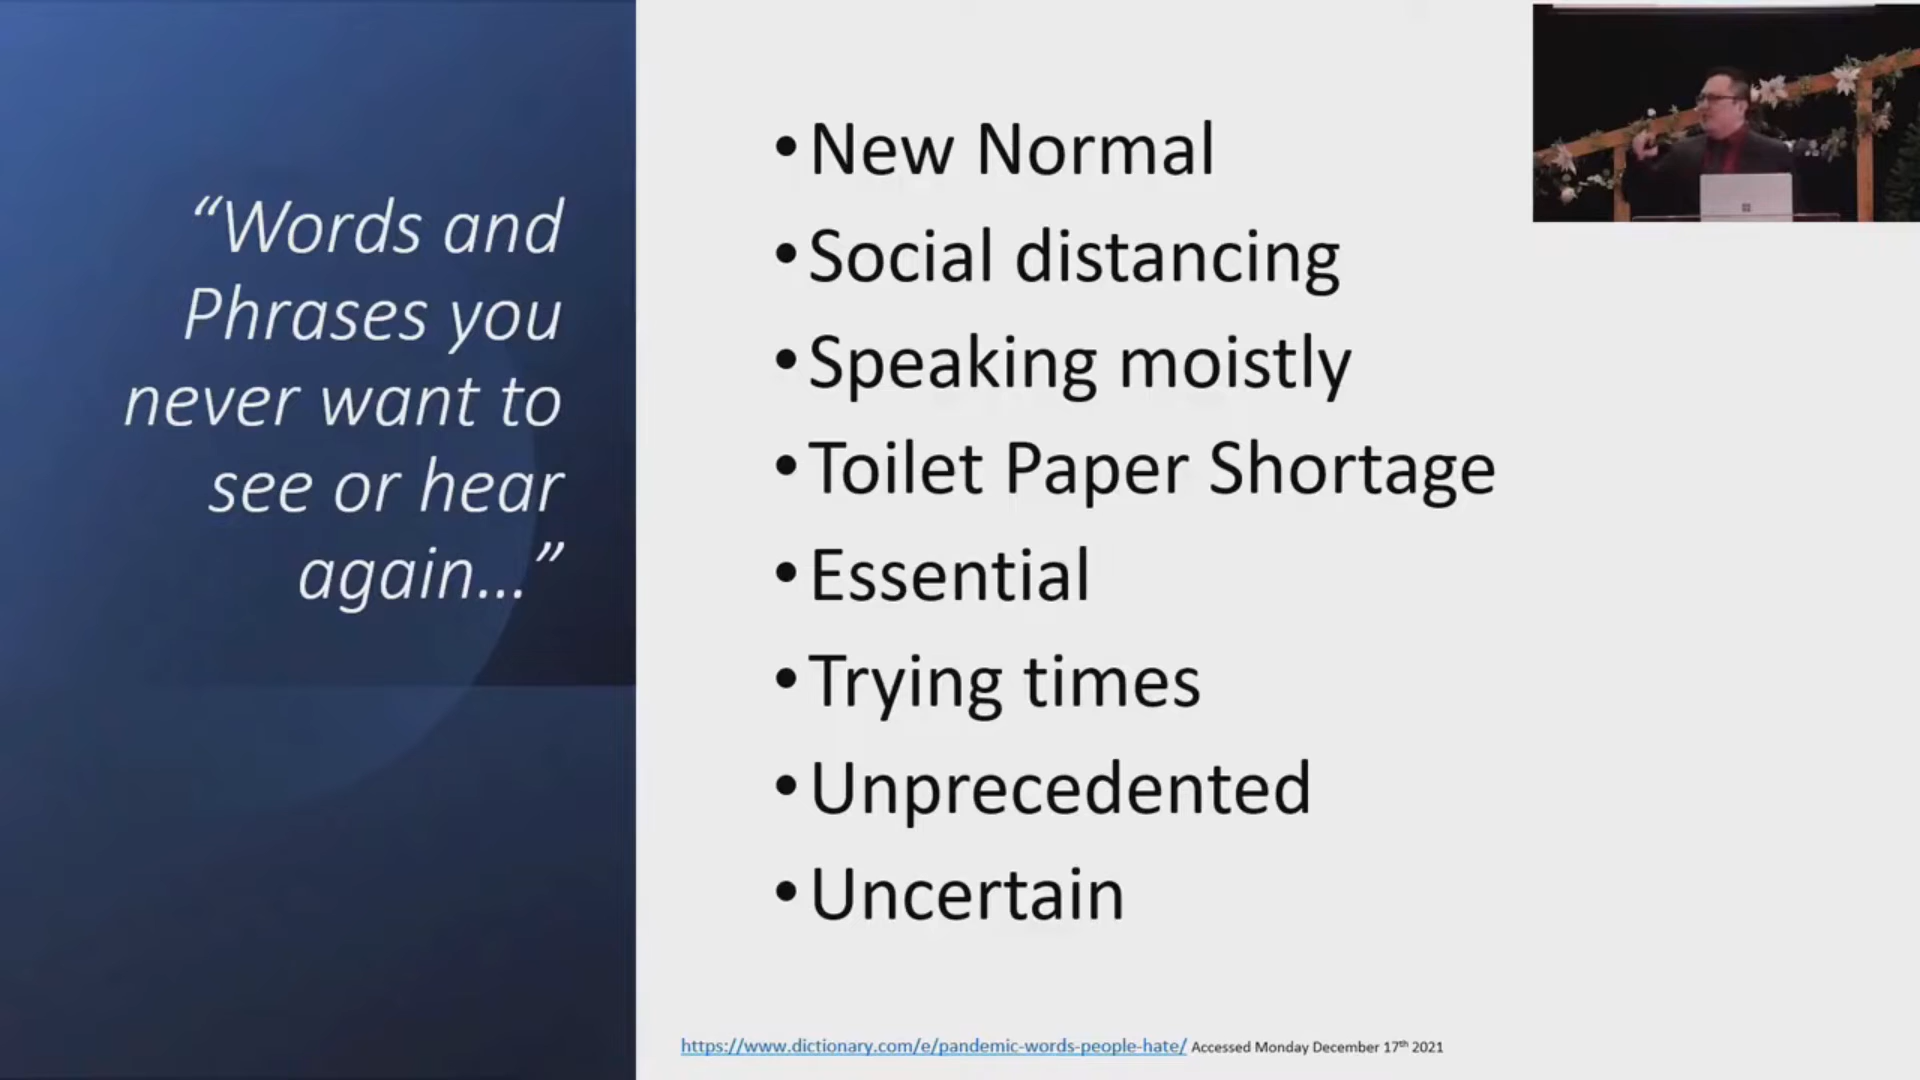 “Words and
Phrases you
never want to
see or hear
again...”
•New Normal
•Social distancing
•Speaking moistly
•Toilet Paper Shortage
•Essential
•Trying times
•Unprecedented
•Uncertain
https://www.dictionary.com/e/pandemic-words-people-hate/ Accessed Monday December 17th 2021